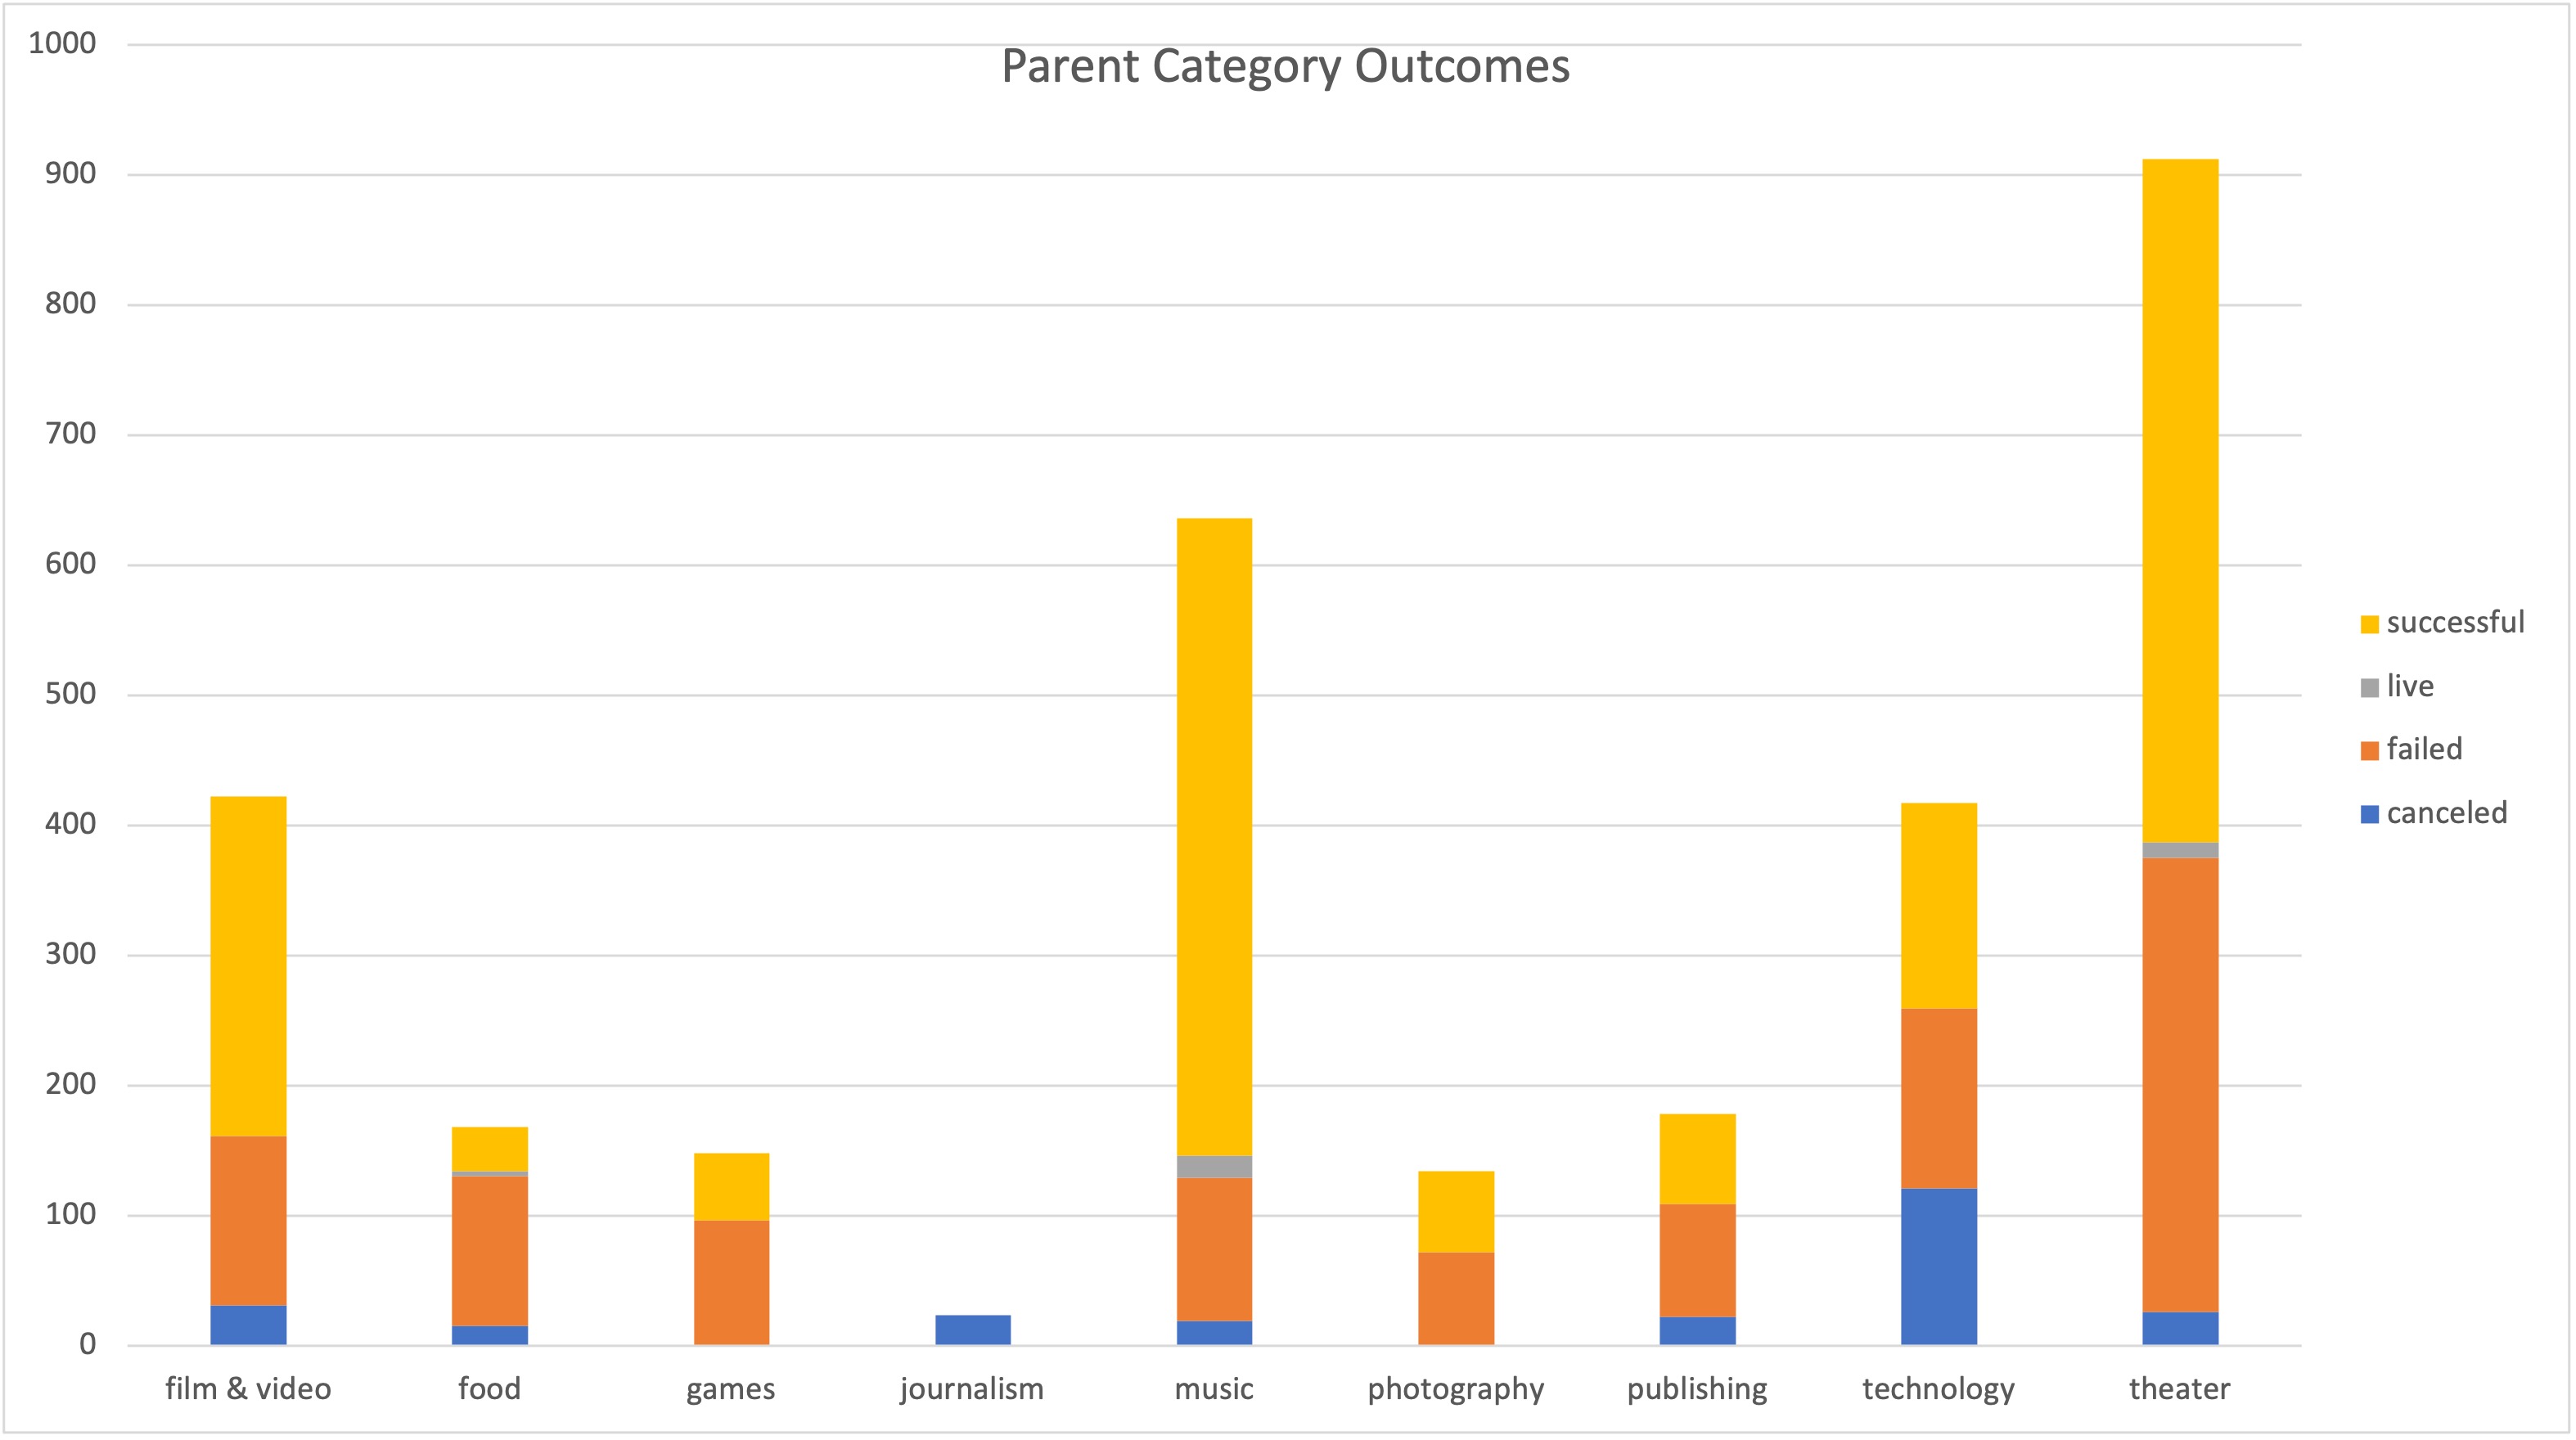 Parent Category Outcomes
1000
900
800
700
600
500
400
300
200
100
0
film & video food games journalism music photography publishing technology theater
successful
live
failed
canceled